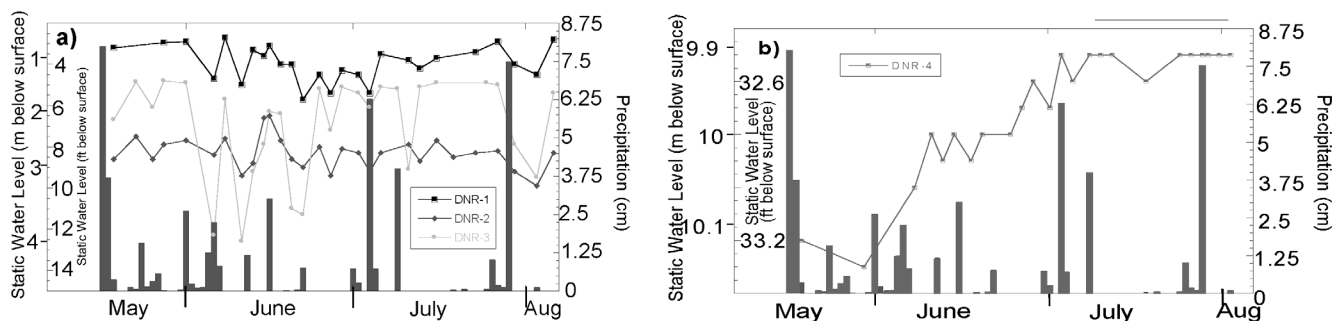 a)
Static Water Level (m below surface)
Static Water Level (ft below surface)
1
2
3
4
4
6
8
10
12
14
DNR-1
DNR-2
DNR-3
8.75
7.5
6.25
5
3.75
2.5
1.25
0
Precipitation (cm)
May June July Aug
b)
Static Water Level (m below surface)
Static Water Level
(ft below surface)
9.9
10
10.1
32.6
33.2
DNR-4
8.75
7.5
6.25
5
3.75
2.5
1.25
0
Precipitation (cm)
May June July Aug